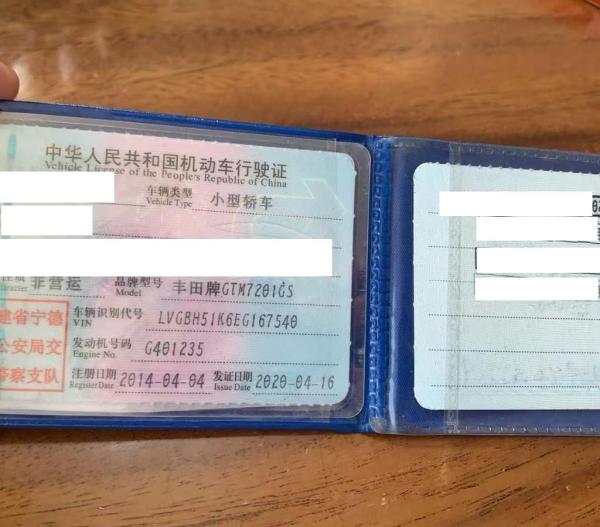 中华人民共和国机动车行驶证
Vehicle License of the People's Republic of China
车辆类型 小型轿车
Vehicle Type
非营运 品牌型号 丰田牌GTM7201GS
Model
车辆识别代号 LVGBH51K6EG167540
VIN
发动机号码 G401235
Engine No.
注册日期 2014-04-04 发证日期 2020-04-16
Register Date Issue Date
建省宁德
公安局交
警察支队